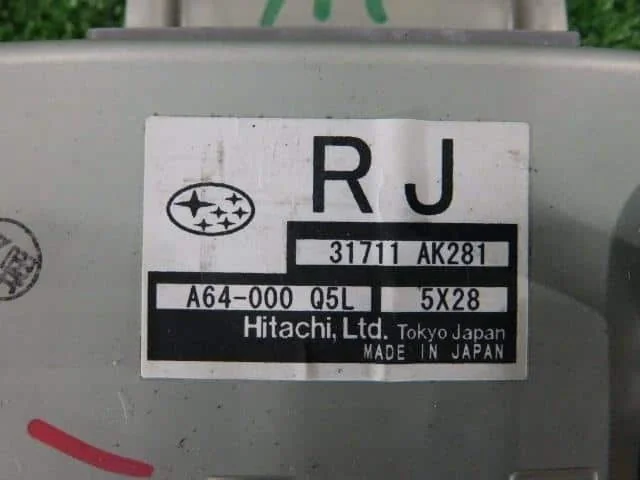 RJ
31711 AK281
A64-000 Q5L 5X28
Hitachi, Ltd. Tokyo Japan
MADE IN JAPAN